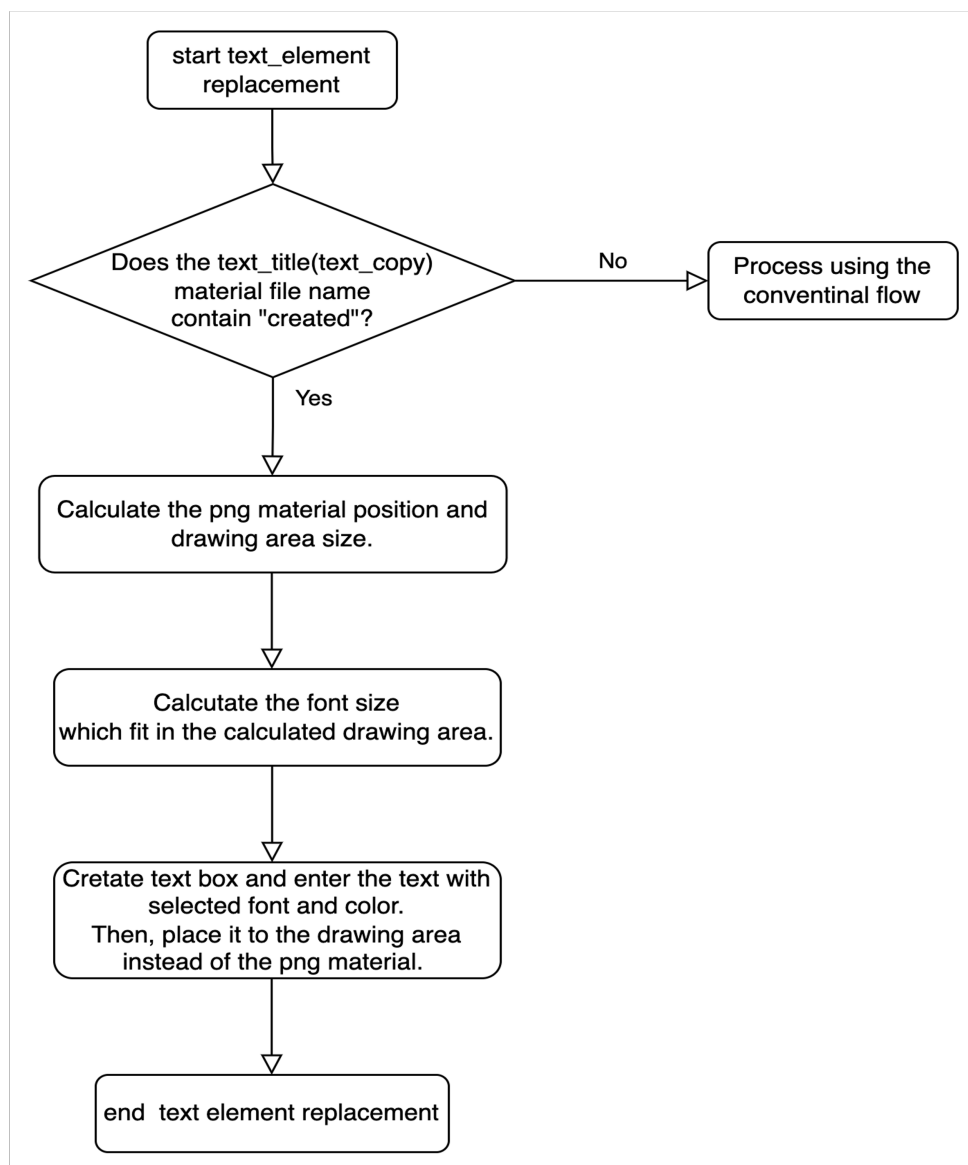 start text_element
replacement
Does the text_title(text_copy)
material file name
contain "created"?
No
Process using the
conventinal flow
Yes
Calculate the png material position and
drawing area size.
Calcutate the font size
which fit in the calculated drawing area.
Cretate text box and enter the text with
selected font and color.
Then, place it to the drawing area
instead of the png material.
end  text element replacement